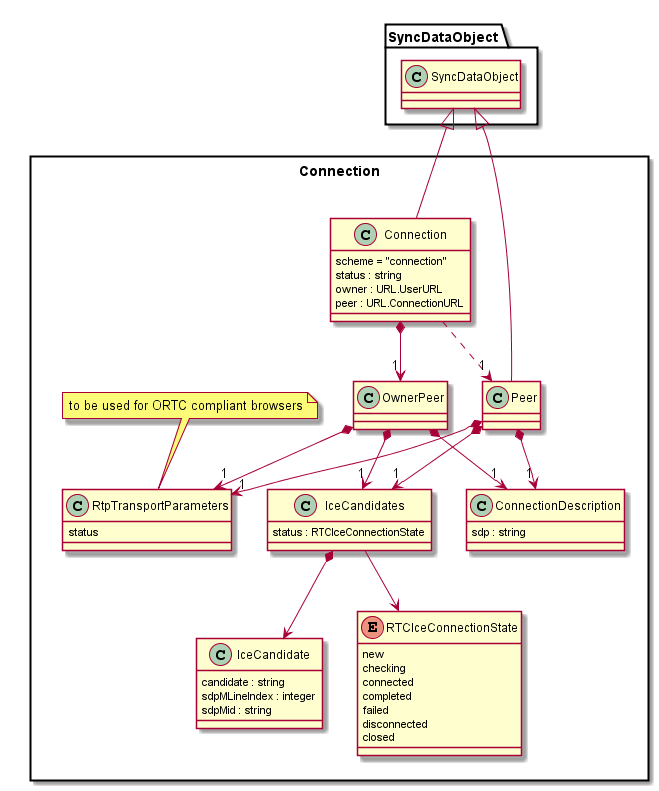 SyncDataObject
C SyncDataObject
Connection
C Connection
scheme = "connection"
status : string
owner : URL.UserURL
peer : URL.ConnectionURL
1
1
to be used for ORTC compliant browsers
C OwnerPeer
C Peer
1
1
1
1
1
1
C RtpTransportParameters
status
C IceCandidates
status : RTCIceConnectionState
C ConnectionDescription
sdp : string
C IceCandidate
candidate : string
sdpMLineIndex : integer
sdpMid : string
E RTCIceConnectionState
new
checking
connected
completed
failed
disconnected
closed